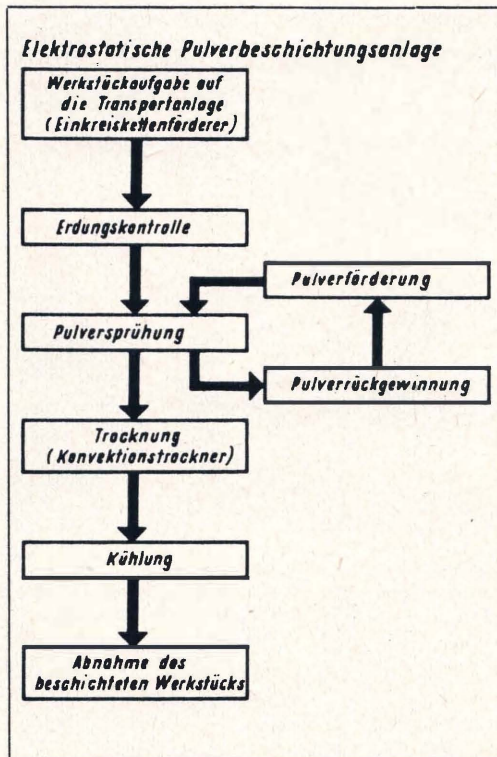 Elektrostatische Pulverbeschichtungsanlage
Werkstückaufgabe auf
die Transportanlage
(Einkreiskettenförderer)
Erdungskontrolle
Pulverförderung
Pulversprühung
Pulverrückgewinnung
Trocknung
(Konvektionstrockner)
Kühlung
Abnahme des
beschichteten Werkstücks